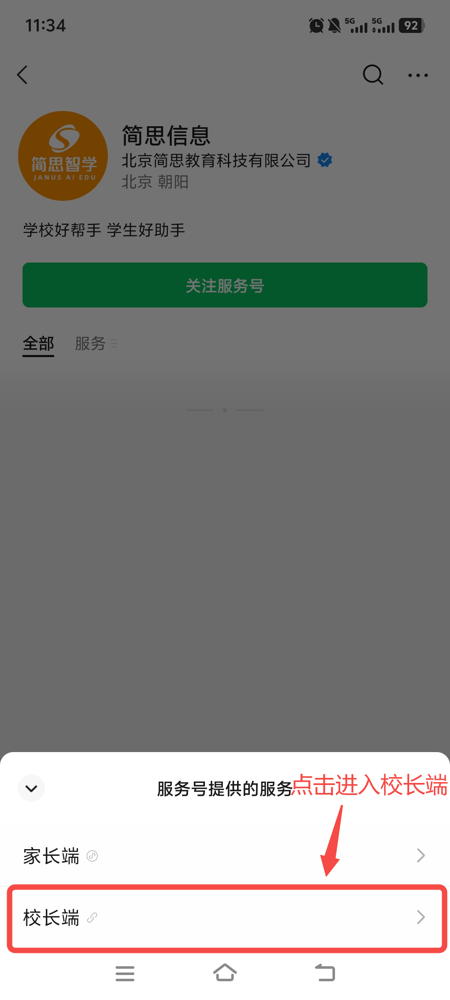 11:34
5G
5G
92
简思智学
JANUS AI EDU
简思信息
北京简思教育科技有限公司
北京 朝阳
学校好帮手 学生好助手
关注服务号
全部
服务
服务号提供的服务
点击进入校长端
家长端
校长端